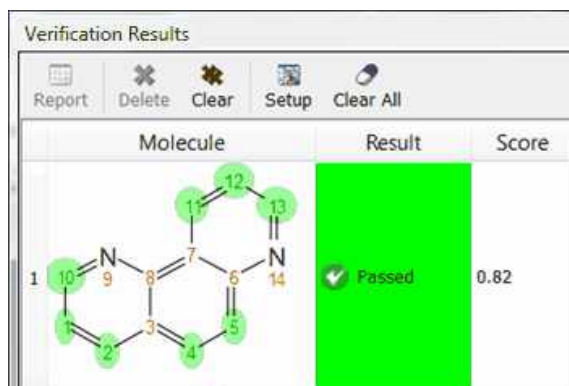 Verification Results
Report Delete Clear Setup Clear All
Molecule Result Score
12
11 13
7
10 N N
9 8 6 14
1 Passed 0.82
1 3 5
2 4